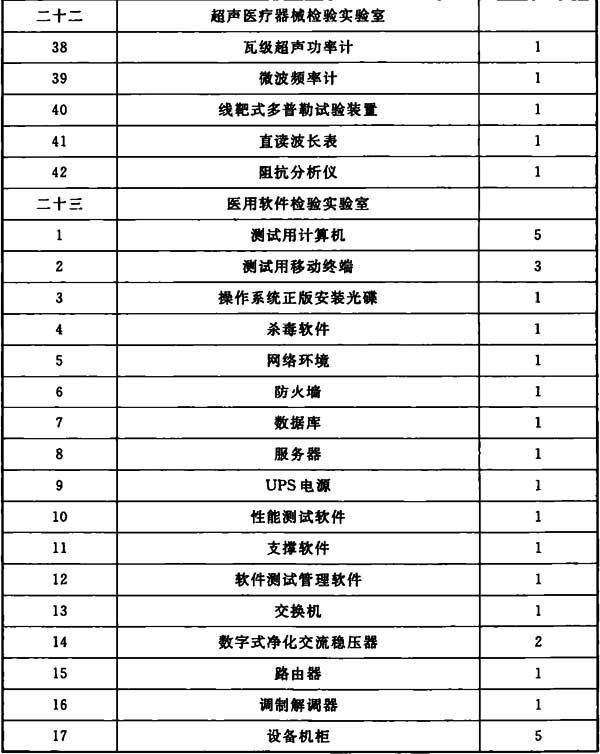 二十二 超声医疗器械检验实验室
38 瓦级超声功率计 1
39 微波频率计 1
40 线靶式多普勒试验装置 1
41 直读波长表 1
42 阻抗分析仪 1
二十三 医用软件检验实验室
1 测试用计算机 5
2 测试用移动终端 3
3 操作系统正版安装光碟 1
4 杀毒软件 1
5 网络环境 1
6 防火墙 1
7 数据库 1
8 服务器 1
9 UPS电源 1
10 性能测试软件 1
11 支撑软件 1
12 软件测试管理软件 1
13 交换机 1
14 数字式净化交流稳压器 2
15 路由器 1
16 调制解调器 1
17 设备机柜 5